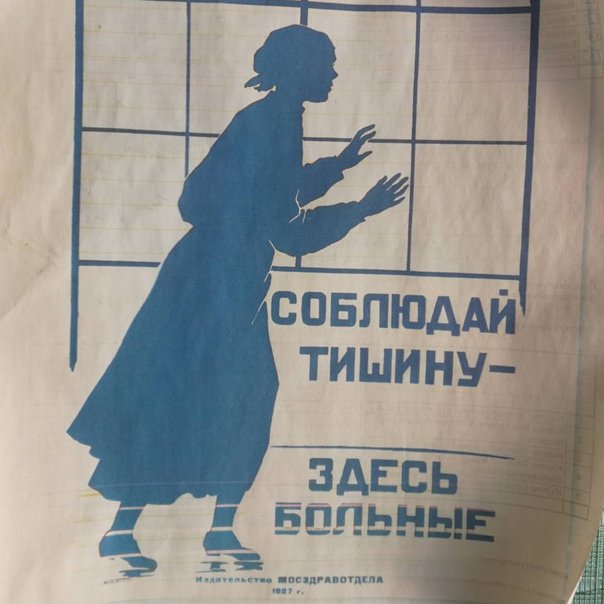 СОБЛЮДАЙ
ТИШИНУ-
ЗДЕСЬ
БОЛЬНЫЕ
Издательство МОСЗДРАВОТДЕЛА
1927 г.